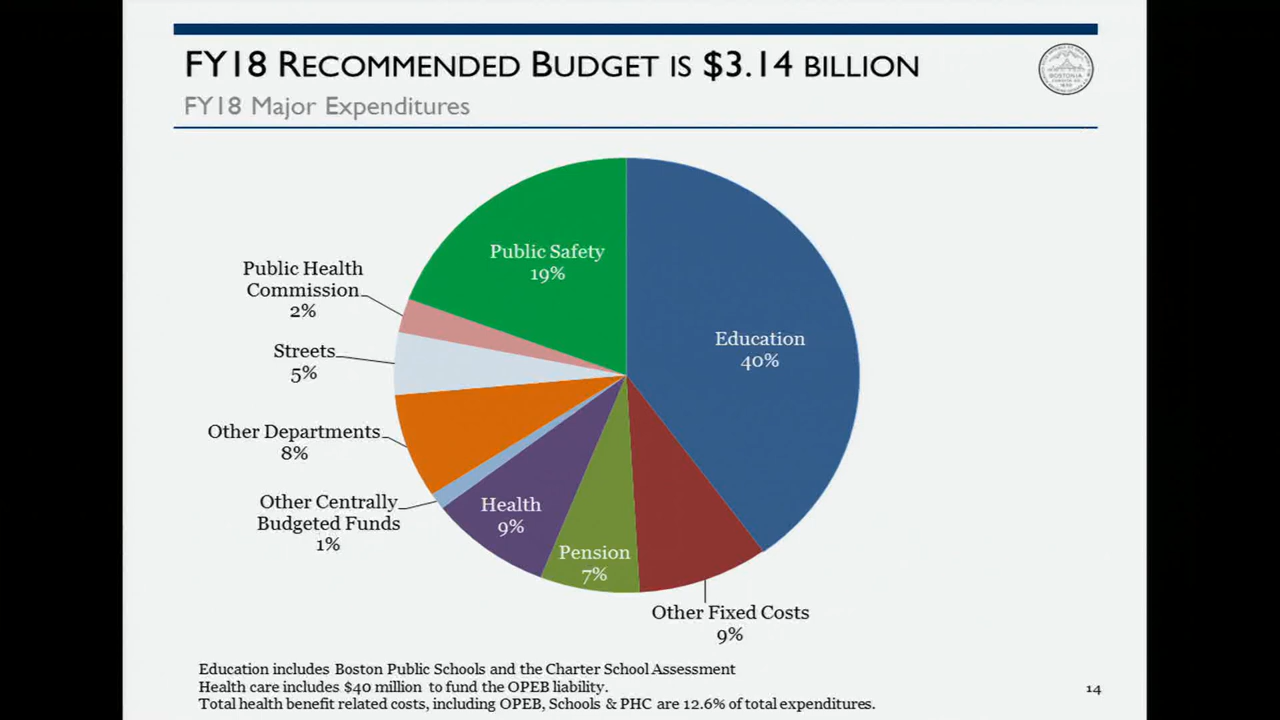 FY18 RECOMMENDED BUDGET IS $3.14 BILLION
FY18 Major Expenditures
BOSTONIA
Public Safety
19%
Education
40%
Public Health
Commission
2%
Streets
5%
Other Departments
8%
Other Centrally
Budgeted Funds
1%
Health
9%
Pension
7%
Other Fixed Costs
9%
Education includes Boston Public Schools and the Charter School Assessment
Health care includes $40 million to fund the OPEB liability.
Total health benefit related costs, including OPEB, Schools & PHC are 12.6% of total expenditures.
14